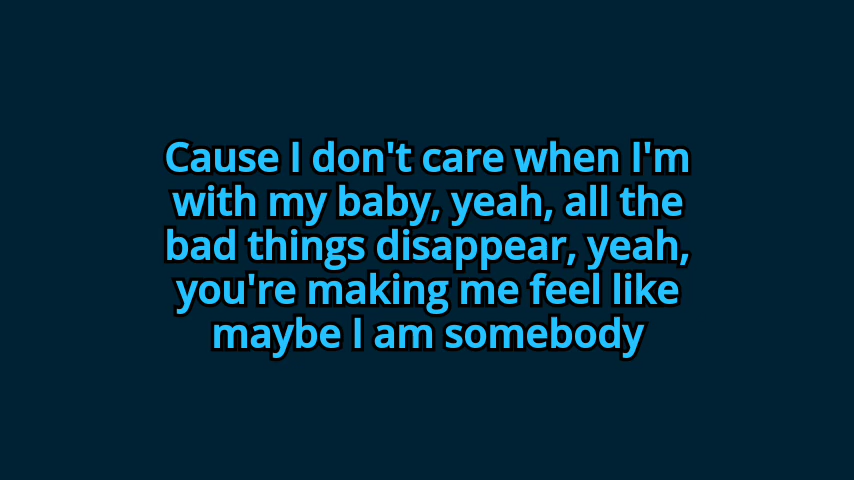 Cause I don't care when I'm
with my baby, yeah, all the
bad things disappear, yeah,
you're making me feel like
maybe I am somebody